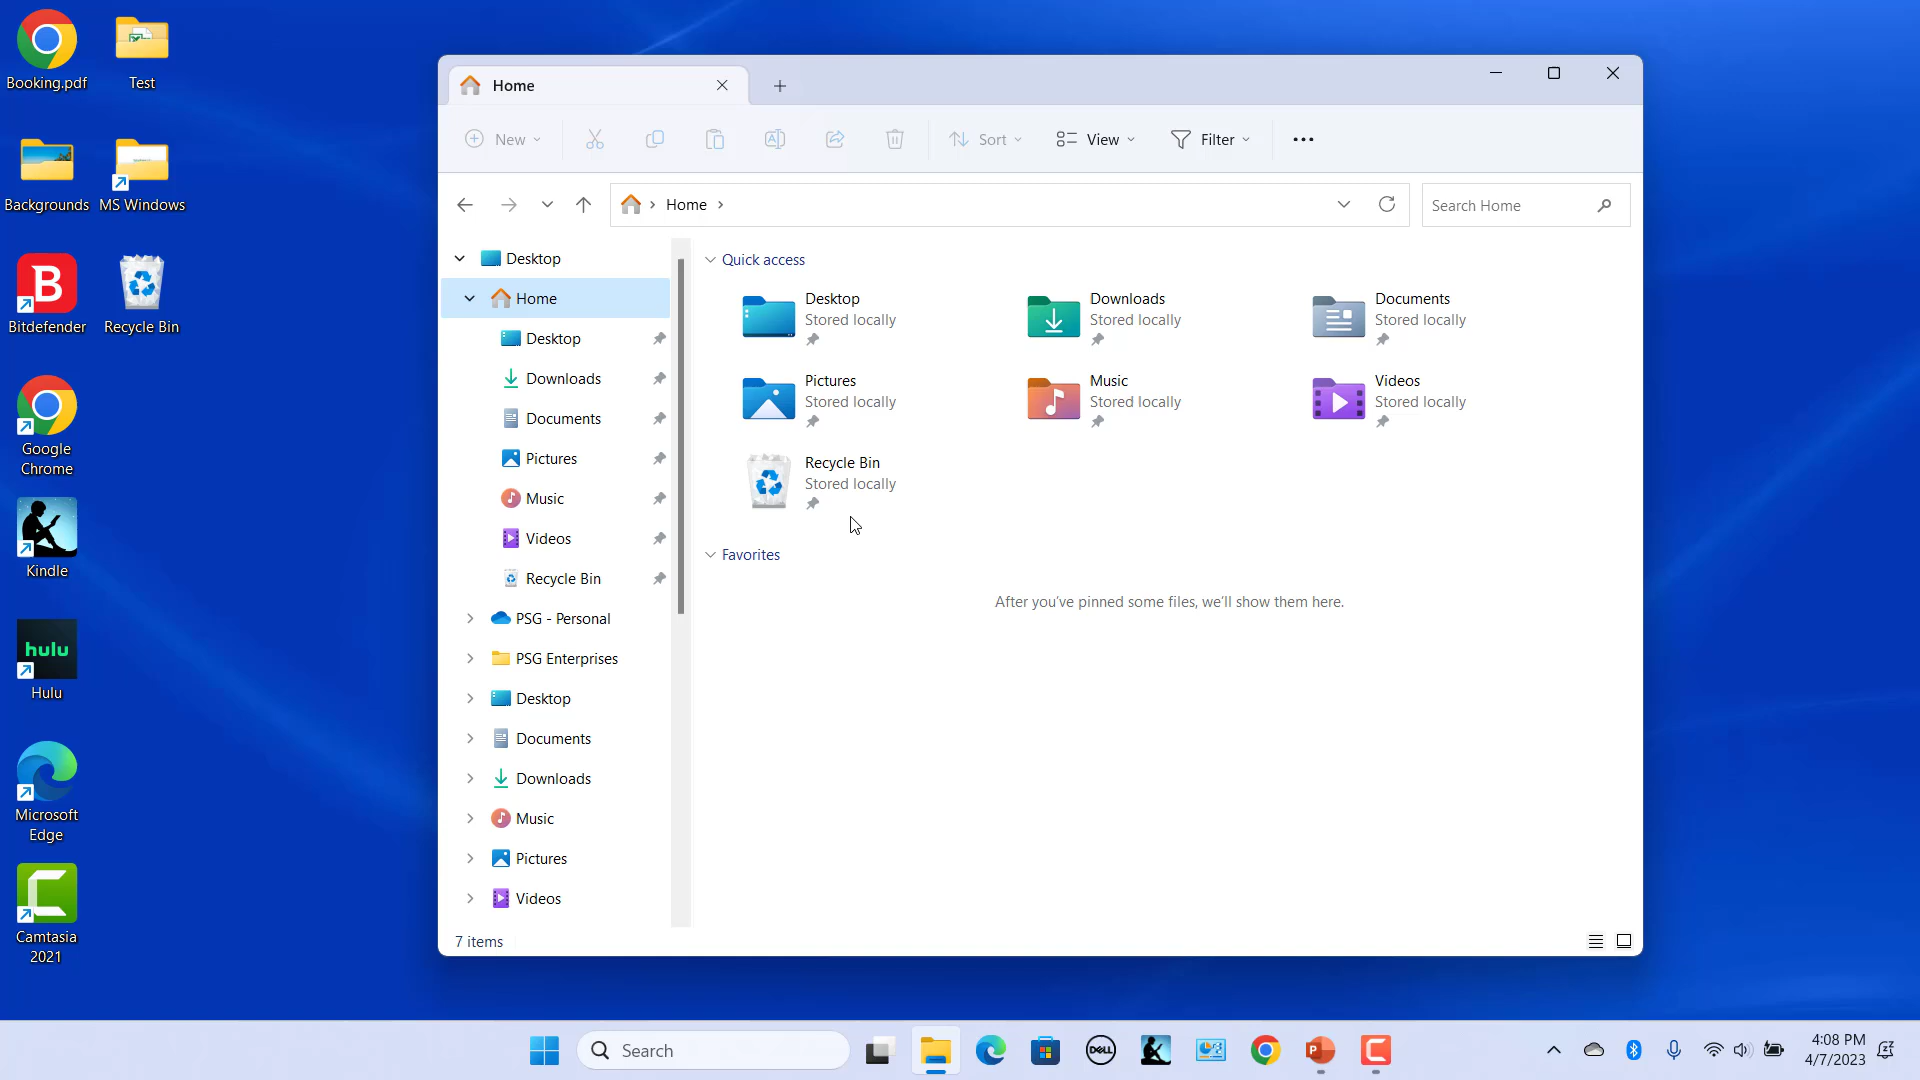 Booking.pdf
Test
Backgrounds
MS Windows
B
Bitdefender
Recycle Bin
Google
Chrome
Kindle
hulu
Hulu
Microsoft
Edge
Camtasia
2021
Home
New
Sort
View
Filter
Home
Search Home
Desktop
Home
Desktop
Downloads
Documents
Pictures
Music
Videos
Recycle Bin
PSG - Personal
PSG Enterprises
Desktop
Documents
Downloads
Music
Pictures
Videos
Quick access
Desktop
Stored locally
Downloads
Stored locally
Documents
Stored locally
Pictures
Stored locally
Music
Stored locally
Videos
Stored locally
Recycle Bin
Stored locally
Favorites
After you've pinned some files, we'll show them here.
7 items
Search
DELL
4:08 PM
4/7/2023